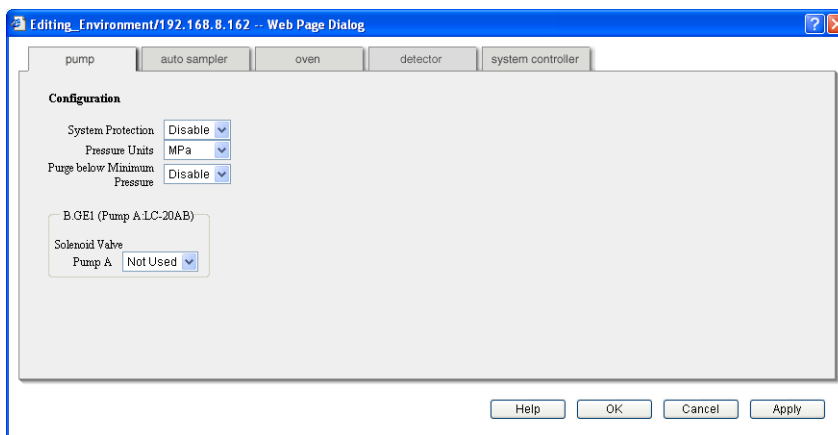 Editing_Environment/192.168.8.162 -- Web Page Dialog
pump auto sampler oven detector system controller
Configuration
System Protection Disable
Pressure Units MPa
Purge below Minimum
Pressure Disable
B.GE1 (Pump A:LC-20AB)
Solenoid Valve
Pump A Not Used
Help OK Cancel Apply